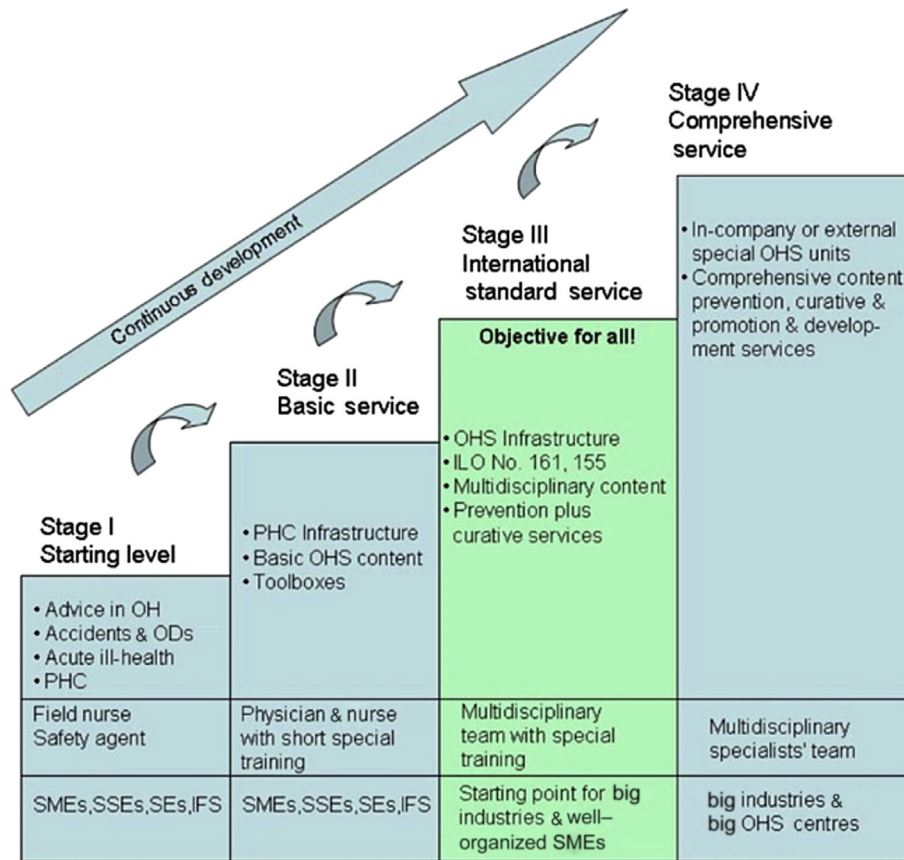 Continuous development
Stage I
Starting level
• Advice in OH
• Accidents & ODs
• Acute ill-health
• PHC
Field nurse
Safety agent
SMEs,SSEs,SEs,IFS
Stage II
Basic service
• PHC Infrastructure
• Basic OHS content
• Toolboxes
Physician & nurse
with short special
training
SMEs,SSEs,SEs,IFS
Stage III
International
standard service
Objective for all!
• OHS Infrastructure
• ILO No. 161, 155
• Multidisciplinary content
• Prevention plus
curative services
Multidisciplinary
team with special
training
Starting point for big
industries & well–
organized SMEs
Stage IV
Comprehensive
service
• In-company or external
special OHS units
• Comprehensive content
prevention, curative &
promotion & develop-
ment services
Multidisciplinary
specialists' team
big industries &
big OHS centres